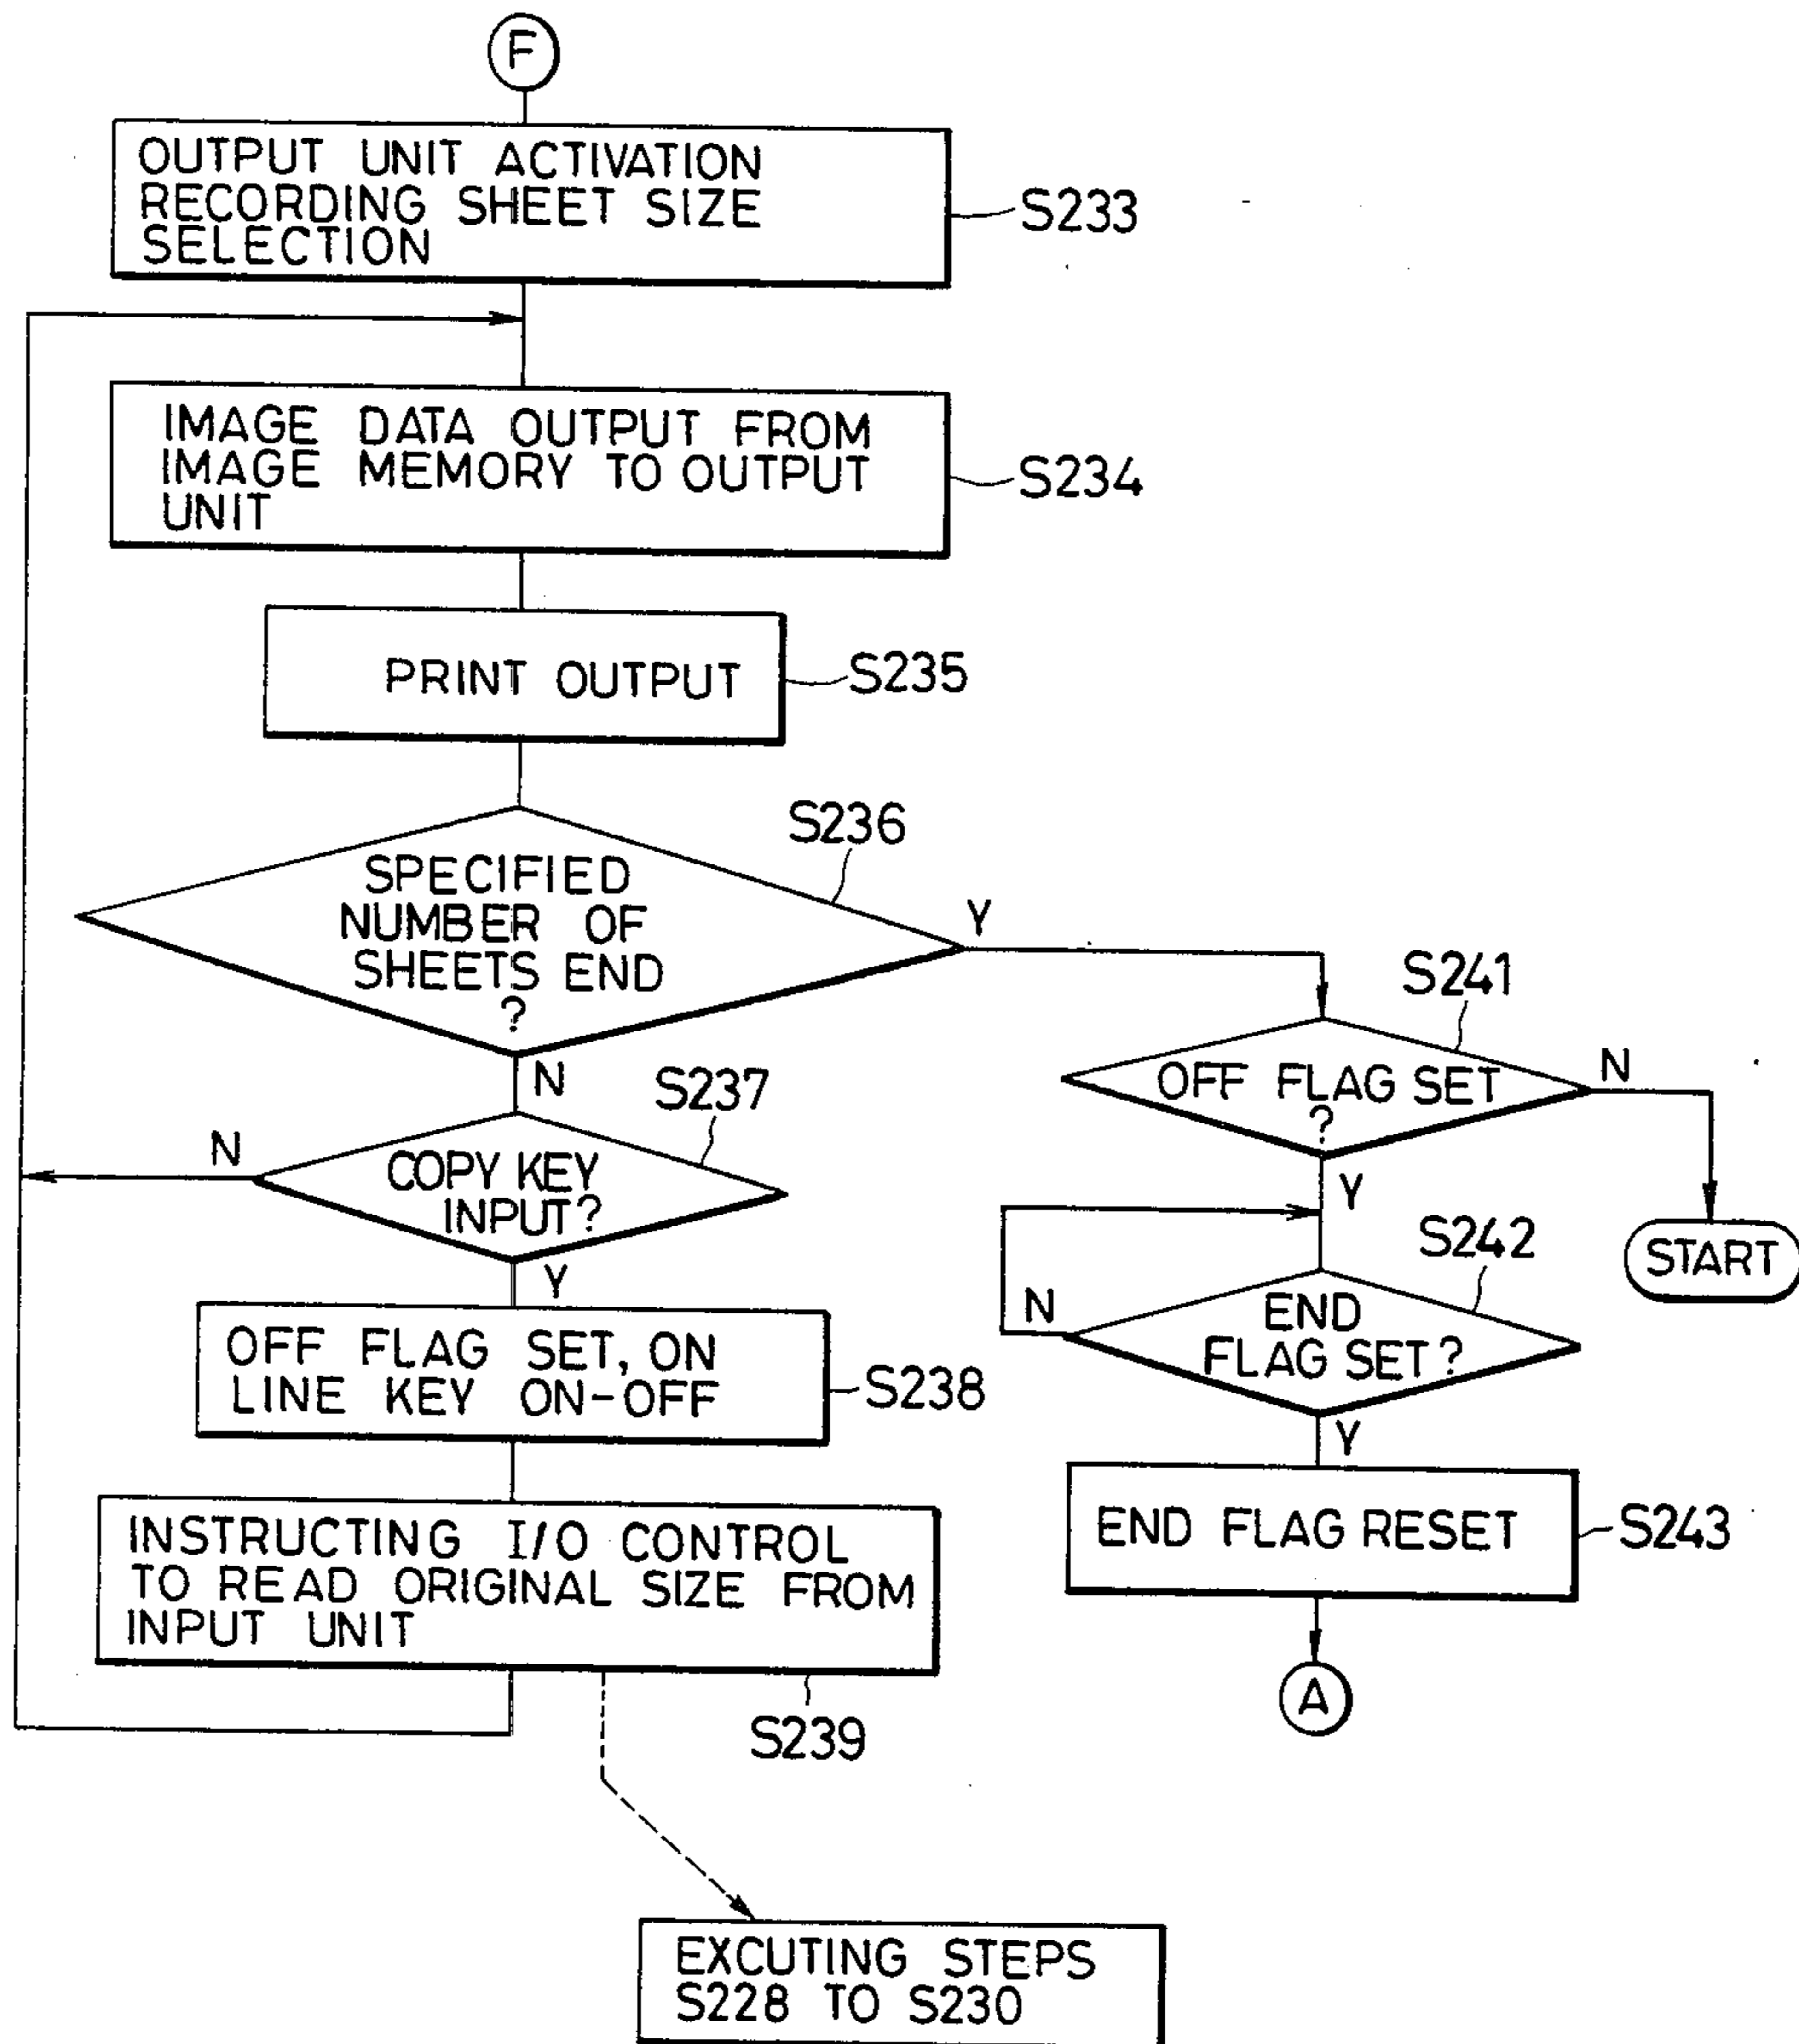 F
OUTPUT UNIT ACTIVATION
RECORDING SHEET SIZE
SELECTION
S233
IMAGE DATA OUTPUT FROM
IMAGE MEMORY TO OUTPUT
UNIT
S234
PRINT OUTPUT
S235
S236
SPECIFIED
NUMBER OF
SHEETS END
?
Y
N
S237
COPY KEY
INPUT?
N
Y
OFF FLAG SET, ON
LINE KEY ON-OFF
S238
INSTRUCTING I/O CONTROL
TO READ ORIGINAL SIZE FROM
INPUT UNIT
S239
EXCUTING STEPS
S228 TO S230
S241
OFF FLAG SET
?
N
Y
START
S242
END
FLAG SET?
N
Y
END FLAG RESET
S243
A